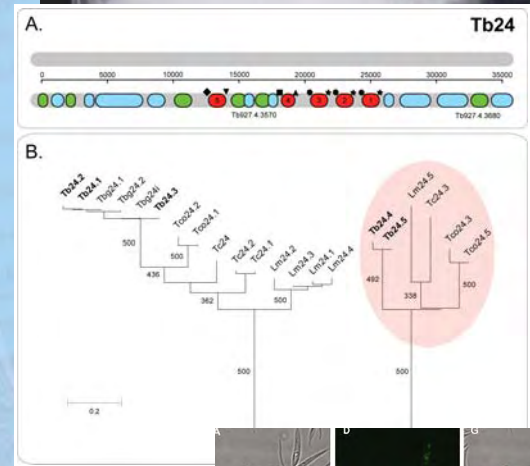 A.
Tb24
0 5000 10000 15000 20000 25000 30000 35000
5 4 3 2 1
Tb927.4.3570 Tb927.4.3680
B.
Tb24.2
Tb24.1
Tbg24.1
Tbg24.2
Tbg24i
Tb24.3
Tco24.2
Tco24.1
Tc24
Tc24.2
Tc24.1
Lm24.2
Lm24.3
Lm24.1
Lm24.4
Tb24.4
Tb24.5
Lm24.5
Tc24.3
Tco24.3
Tco24.5
500
500
436
362
500
492
338
500
500
500
0.2
A D G